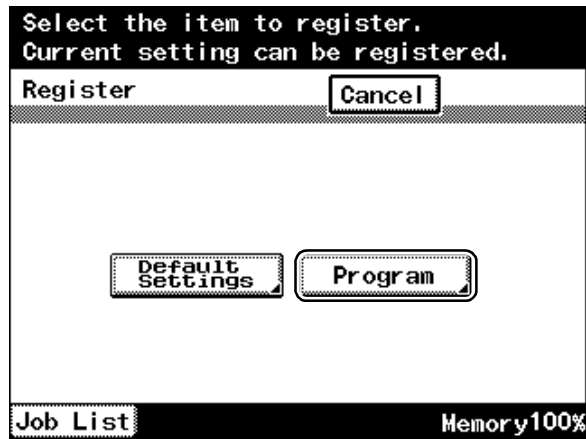 Select the item to register.
Current setting can be registered.
Register
Cancel
Default
Settings
Program
Job List
Memory100%